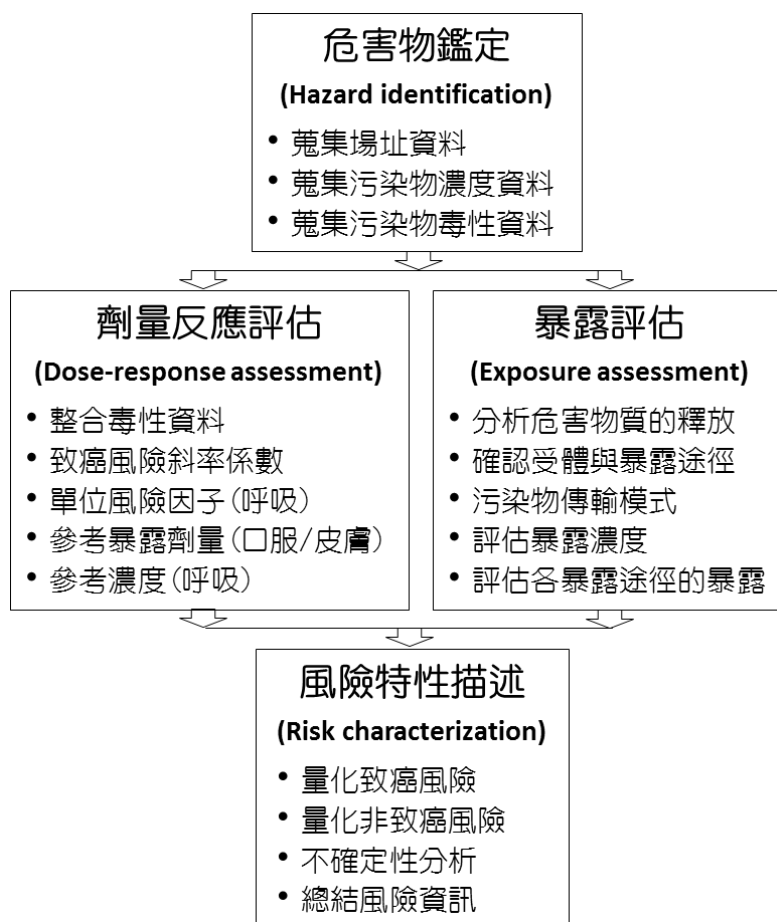 危害物鑑定
(Hazard identification)
• 蒐集場址資料
• 蒐集污染物濃度資料
• 蒐集污染物毒性資料
劑量反應評估
(Dose-response assessment)
• 整合毒性資料
• 致癌風險斜率係數
• 單位風險因子(呼吸)
• 參考暴露劑量(口服/皮膚)
• 參考濃度(呼吸)
暴露評估
(Exposure assessment)
• 分析危害物質的釋放
• 確認受體與暴露途徑
• 污染物傳輸模式
• 評估暴露濃度
• 評估各暴露途徑的暴露
風險特性描述
(Risk characterization)
• 量化致癌風險
• 量化非致癌風險
• 不確定性分析
• 總結風險資訊